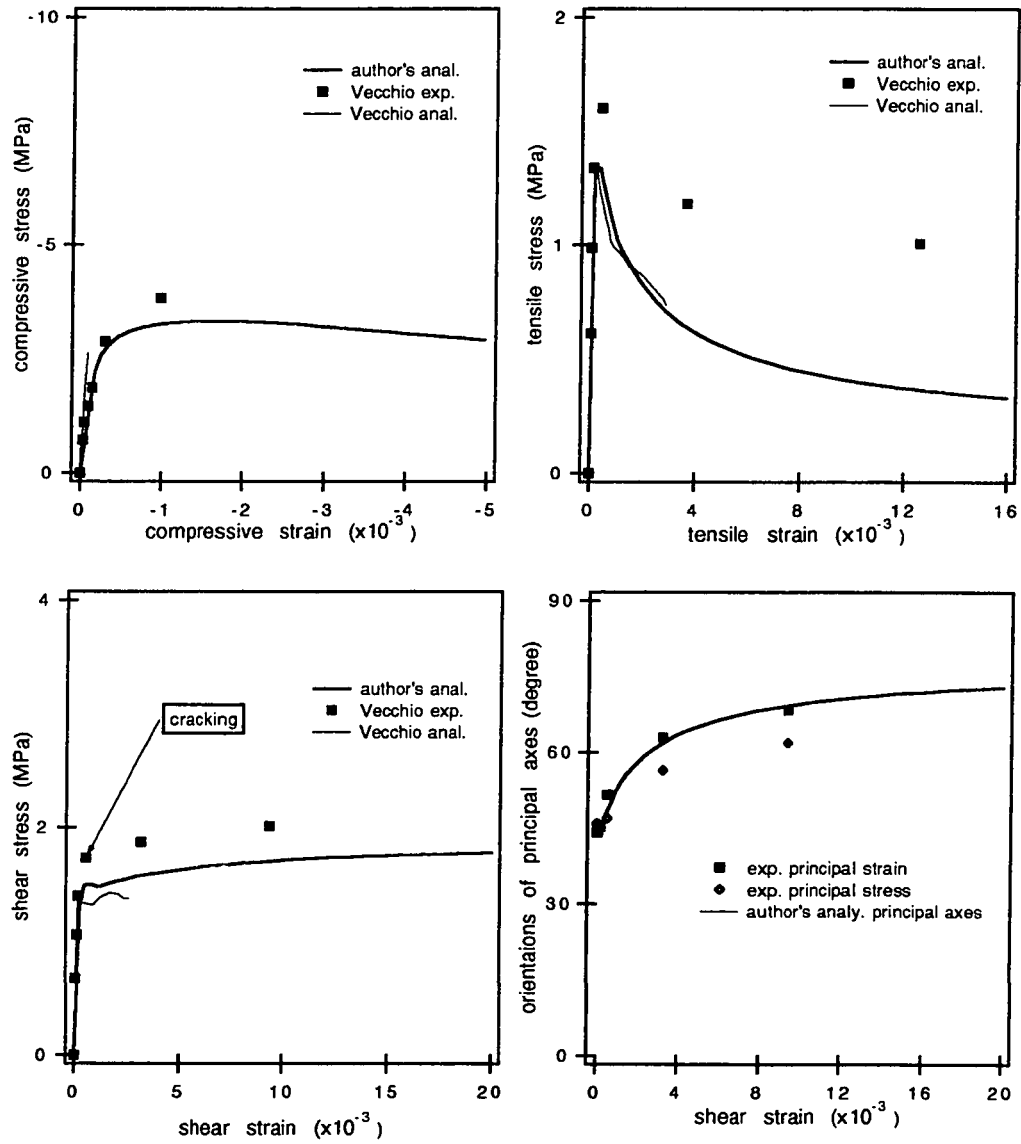 -10
-5
0
compressive stress (MPa)
author's anal.
Vecchio exp.
Vecchio anal.
0 -1 -2 -3 -4 -5
compressive strain (x10-3)
2
1
0
tensile stress (MPa)
author's anal.
Vecchio exp.
Vecchio anal.
0 4 8 12 16
tensile strain (x10-3)
4
2
0
shear stress (MPa)
cracking
author's anal.
Vecchio exp.
Vecchio anal.
0 5 10 15 20
shear strain (x10-3)
90
60
30
0
orientaions of principal axes (degree)
exp. principal strain
exp. principal stress
author's analy. principal axes
0 4 8 12 16 20
shear strain (x10-3)